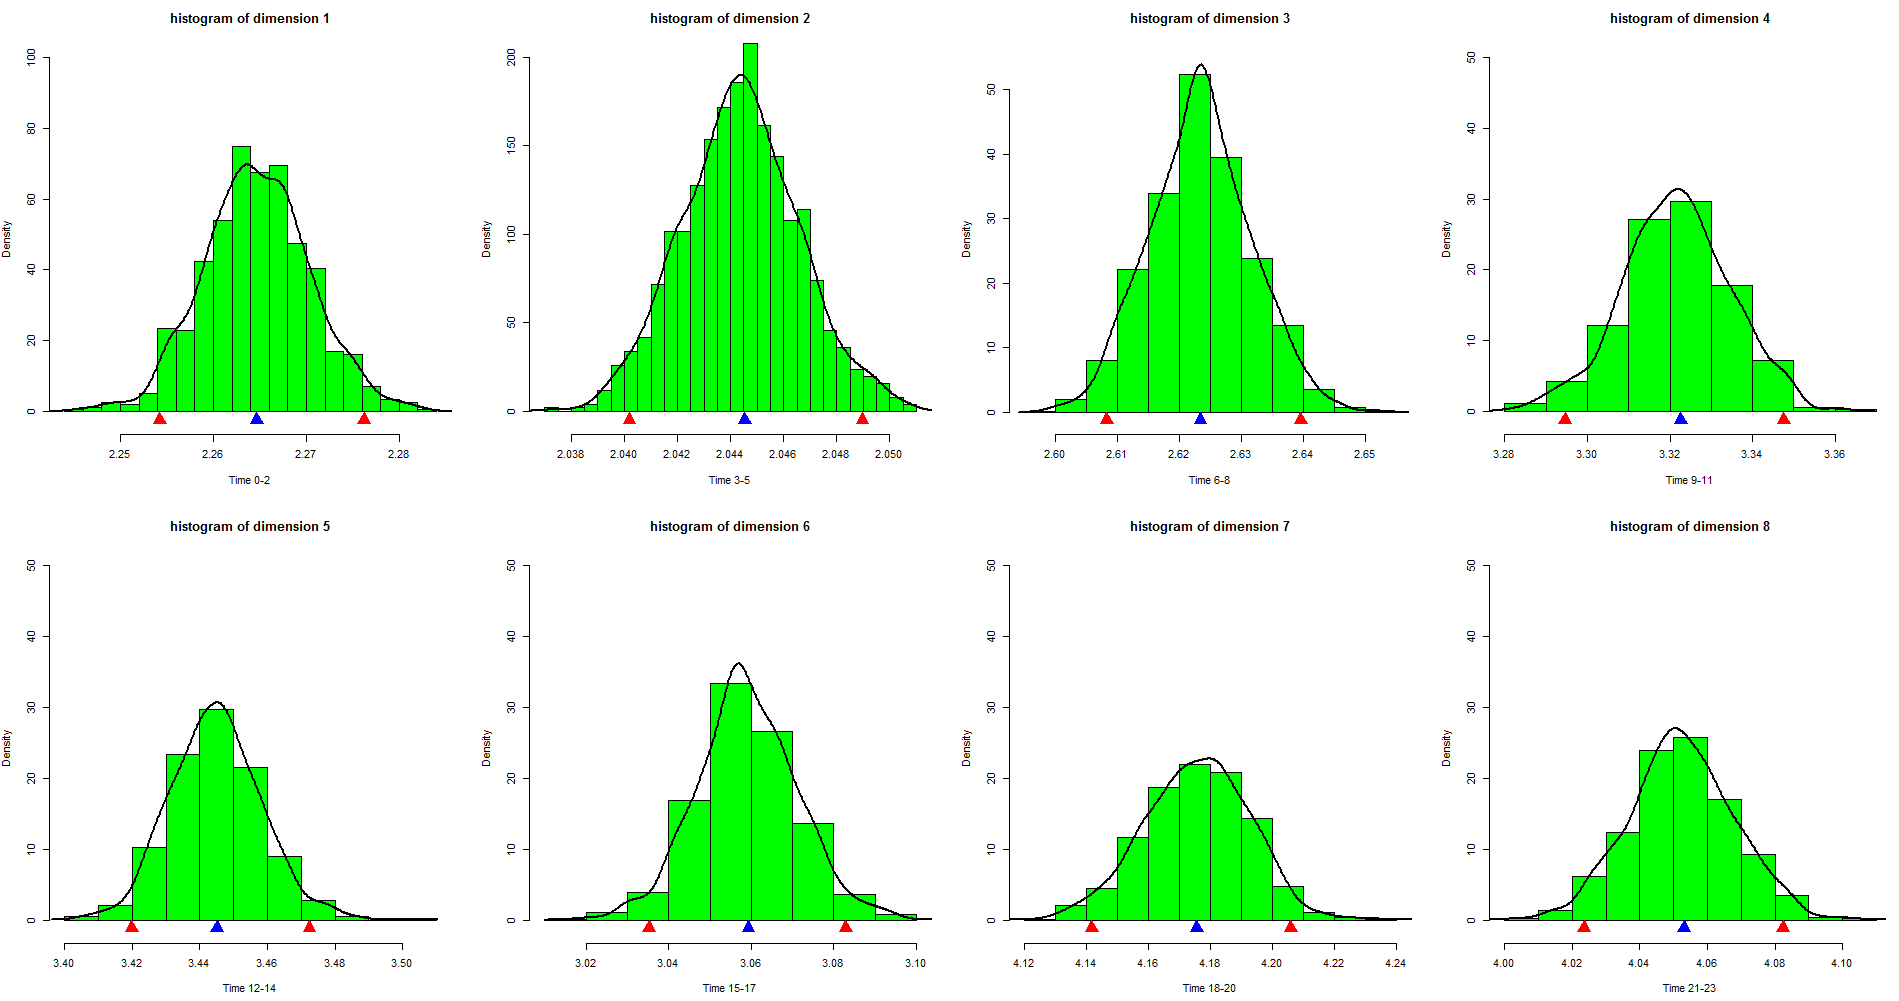 histogram of dimension 1
Density
0 20 40 60 80 100
2.25 2.26 2.27 2.28
Time 0-2
histogram of dimension 2
Density
0 50 100 150 200
2.038 2.040 2.042 2.044 2.046 2.048 2.050
Time 3-5
histogram of dimension 3
Density
0 10 20 30 40 50
2.60 2.61 2.62 2.63 2.64 2.65
Time 6-8
histogram of dimension 4
Density
0 10 20 30 40 50
3.28 3.30 3.32 3.34 3.36
Time 9-11
histogram of dimension 5
Density
0 10 20 30 40 50
3.40 3.42 3.44 3.46 3.48 3.50
Time 12-14
histogram of dimension 6
Density
0 10 20 30 40 50
3.02 3.04 3.06 3.08 3.10
Time 15-17
histogram of dimension 7
Density
0 10 20 30 40 50
4.12 4.14 4.16 4.18 4.20 4.22 4.24
Time 18-20
histogram of dimension 8
Density
0 10 20 30 40 50
4.00 4.02 4.04 4.06 4.08 4.10
Time 21-23